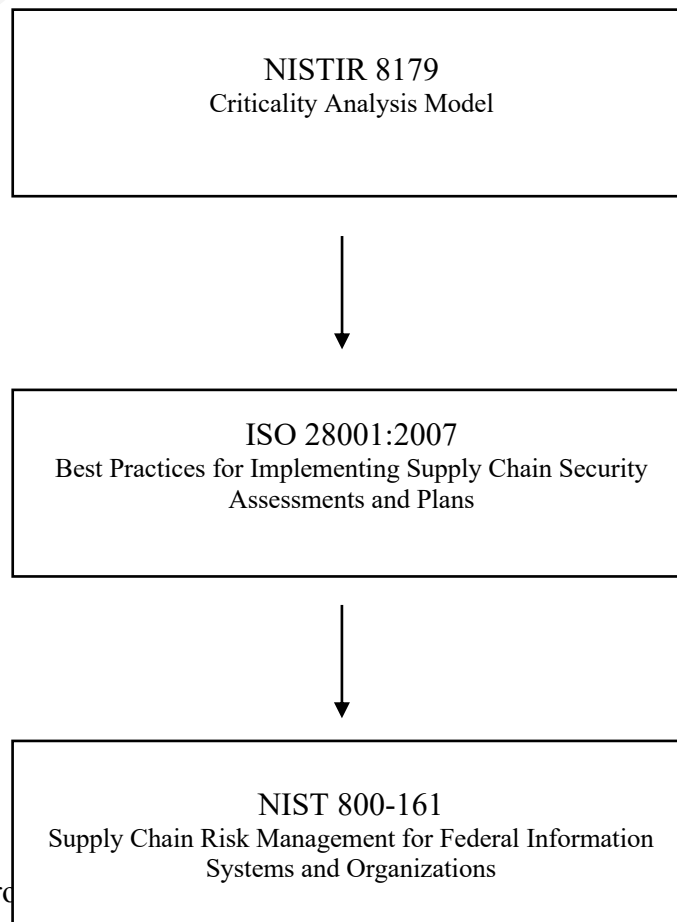 NISTIR 8179
Criticality Analysis Model
ISO 28001:2007
Best Practices for Implementing Supply Chain Security
Assessments and Plans
NIST 800-161
Supply Chain Risk Management for Federal Information
Systems and Organizations